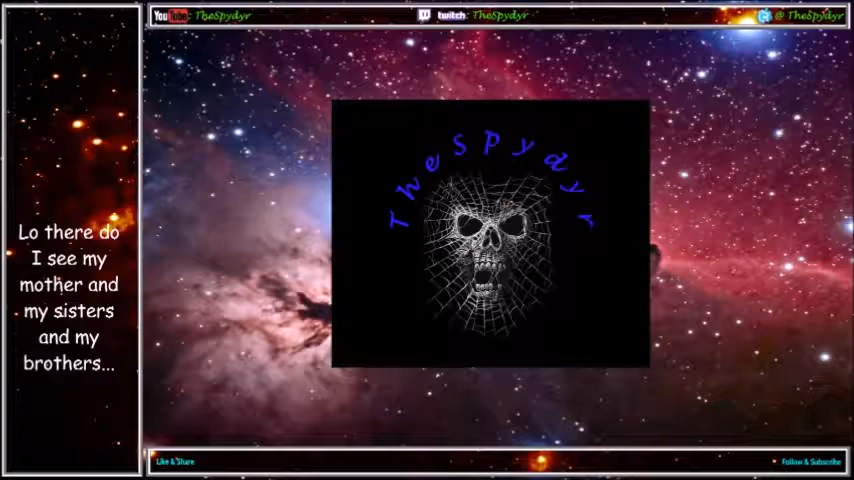 YouTube: TheSpydyr
twitch: TheSpydyr
@ TheSpydyr
TheSpydyr
Lo there do
I see my
mother and
my sisters
and my
brothers...
Like & Share
Follow & Subscribe